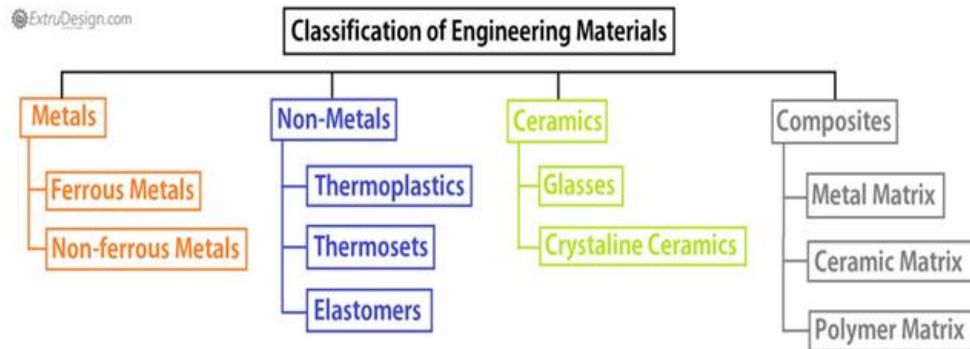 ExtruDesign.com
Classification of Engineering Materials
Metals
Ferrous Metals
Non-ferrous Metals
Non-Metals
Thermoplastics
Thermosets
Elastomers
Ceramics
Glasses
Crystaline Ceramics
Composites
Metal Matrix
Ceramic Matrix
Polymer Matrix